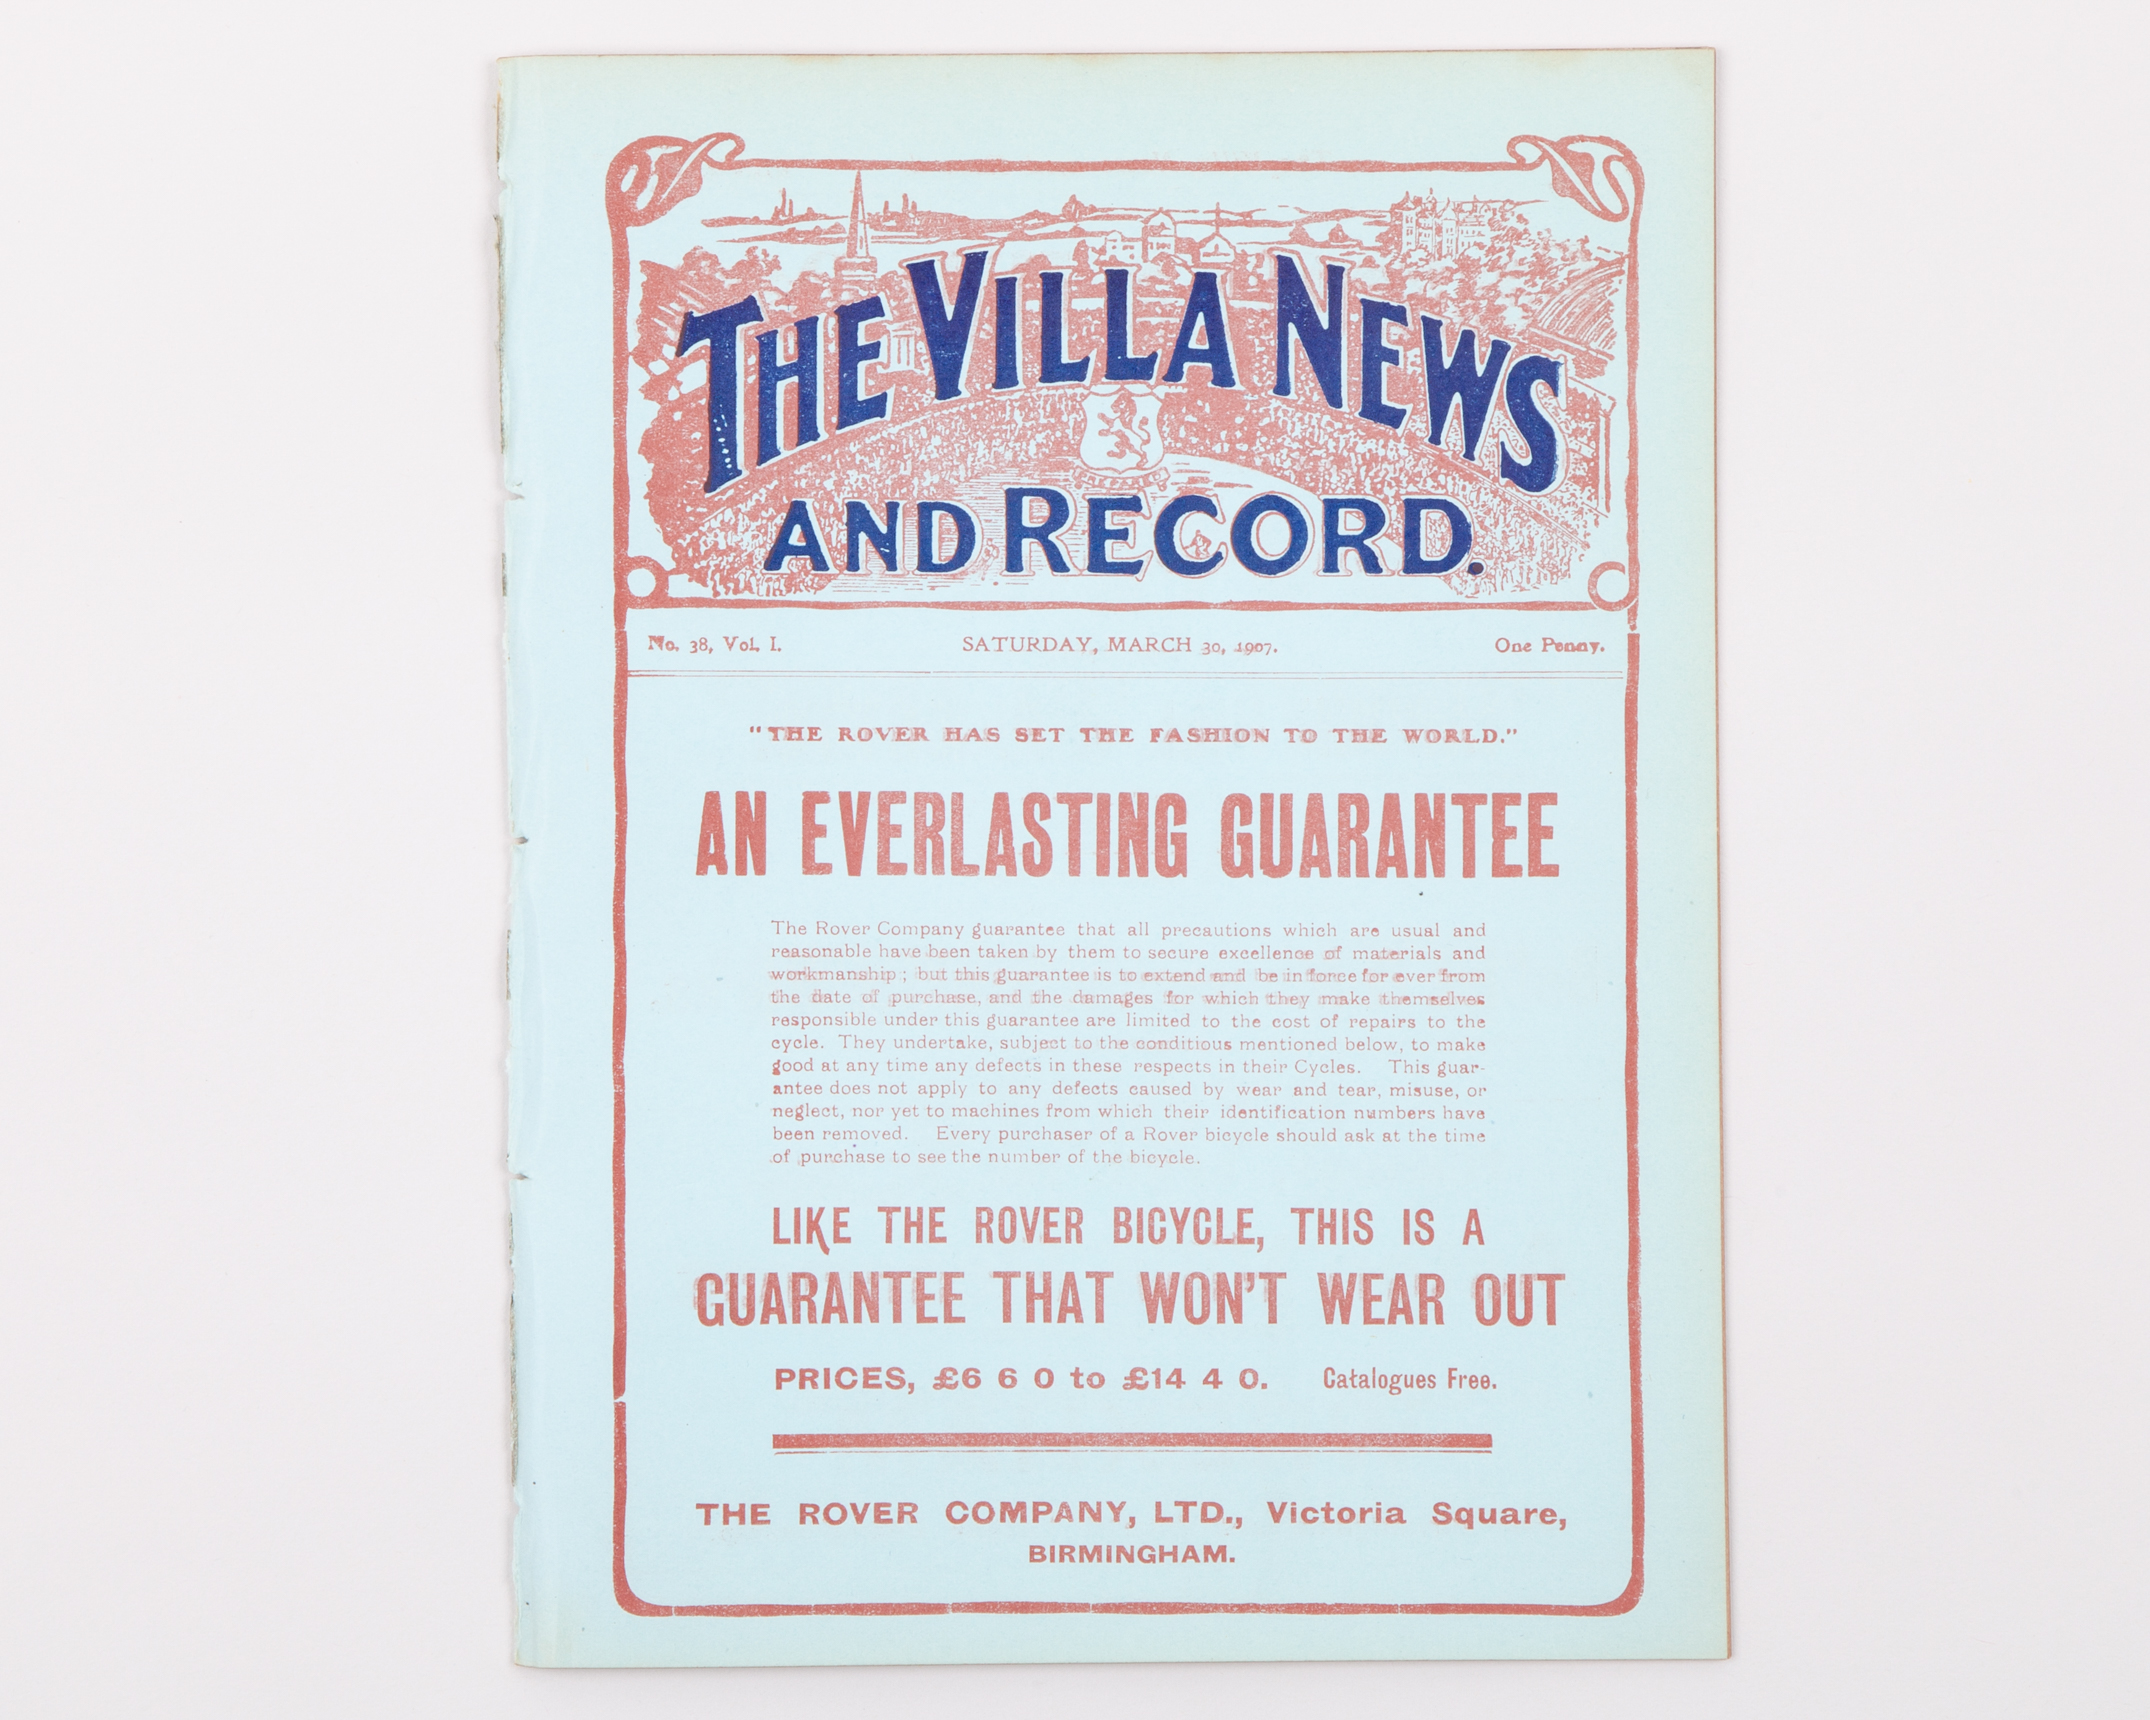 THE VILLA NEWS
AND RECORD.
No. 38, Vol. I.
SATURDAY, MARCH 30, 1907.
One Penny.
"THE ROVER HAS SET THE FASHION TO THE WORLD."
AN EVERLASTING GUARANTEE
The Rover Company guarantee that all precautions which are usual and
reasonable have been taken by them to secure excellence of materials and
workmanship ; but this guarantee is to extend and be in force for ever from
the date of purchase, and the damages for which they make themselves
responsible under this guarantee are limited to the cost of repairs to the
cycle. They undertake, subject to the conditious mentioned below, to make
good at any time any defects in these respects in their Cycles. This guar-
antee does not apply to any defects caused by wear and tear, misuse, or
neglect, nor yet to machines from which their identification numbers have
been removed. Every purchaser of a Rover bicycle should ask at the time
of purchase to see the number of the bicycle.
LIKE THE ROVER BICYCLE, THIS IS A
GUARANTEE THAT WON'T WEAR OUT
PRICES, £6 6 0 to £14 4 0. Catalogues Free.
THE ROVER COMPANY, LTD., Victoria Square,
BIRMINGHAM.